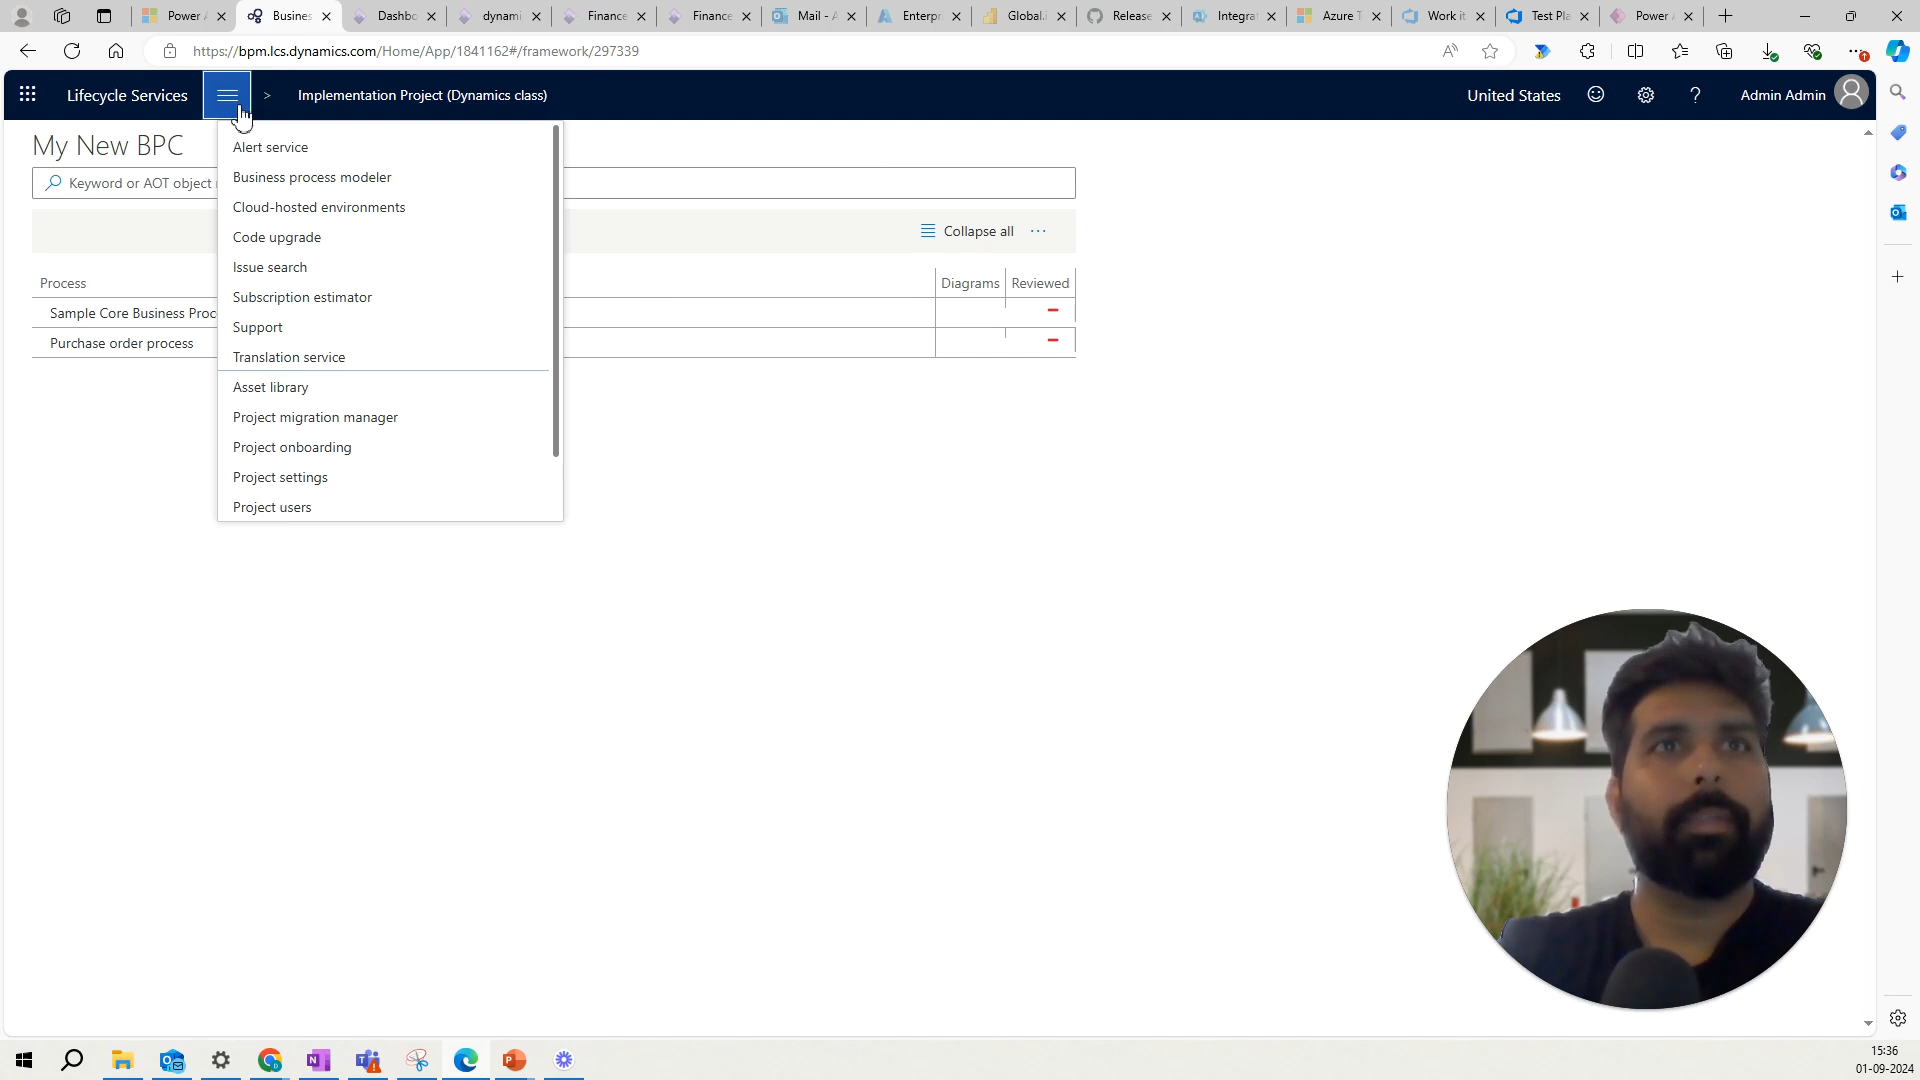 Power A
Busines
Dashbo
dynami
Finance
Finance
Mail - A
Enterpr
Global.i
Release
Integrat
Azure T
Work it
Test Pla
Power A
https://bpm.lcs.dynamics.com/Home/App/1841162#/framework/297339
Lifecycle Services > Implementation Project (Dynamics class) United States ? Admin Admin
My New BPC
Keyword or AOT object
Alert service
Business process modeler
Cloud-hosted environments
Code upgrade
Issue search
Subscription estimator
Support
Translation service
Asset library
Project migration manager
Project onboarding
Project settings
Project users
Collapse all ...
Process Diagrams Reviewed
Sample Core Business Proc
Purchase order process
15:36
01-09-2024